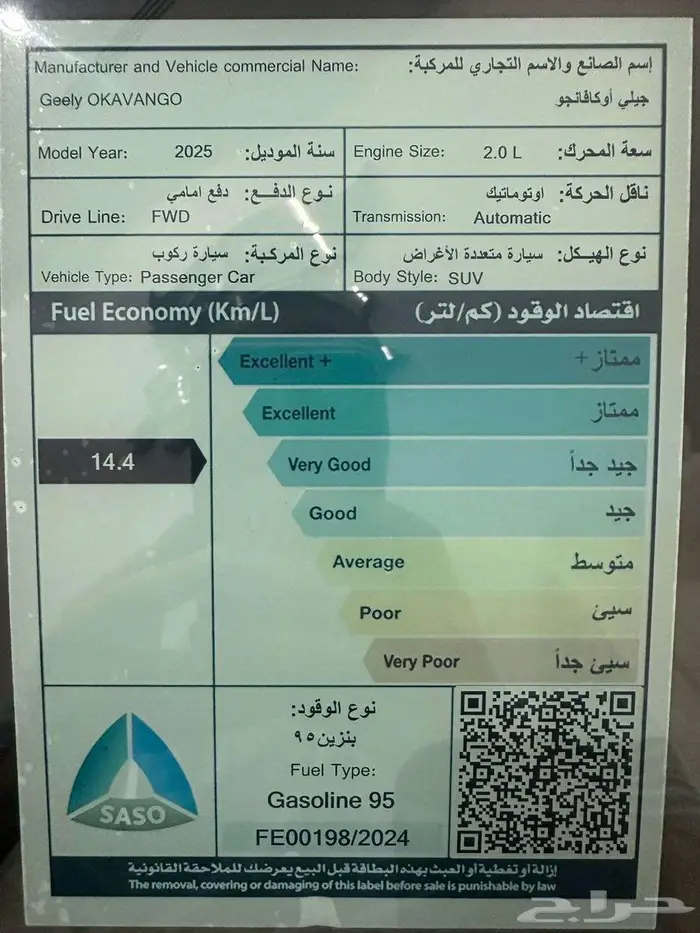 Manufacturer and Vehicle commercial Name: إسم الصانع والاسم التجاري للمركبة:
Geely OKAVANGO جيلي أوكافانجو
Model Year: 2025 سنة الموديل:
Engine Size: 2.0 L سعة المحرك:
نوع الدفع: دفع امامي
Drive Line: FWD
ناقل الحركة: اوتوماتيك
Transmission: Automatic
نوع المركبة: سيارة ركوب
Vehicle Type: Passenger Car
نوع الهيكل: سيارة متعددة الأغراض
Body Style: SUV
Fuel Economy (Km/L) اقتصاد الوقود (كم/لتر)
Excellent + ممتاز+
Excellent ممتاز
14.4
Very Good جيد جداً
Good جيد
Average متوسط
Poor سيئ
Very Poor سيئ جداً
نوع الوقود:
بنزين ٩٥
Fuel Type:
Gasoline 95
FE00198/2024
SASO
إزالة أو تغطية أو العبث بهذه البطاقة قبل البيع يعرضك للملاحقة القانونية
The removal, covering or damaging of this label before sale is punishable by law
حراج